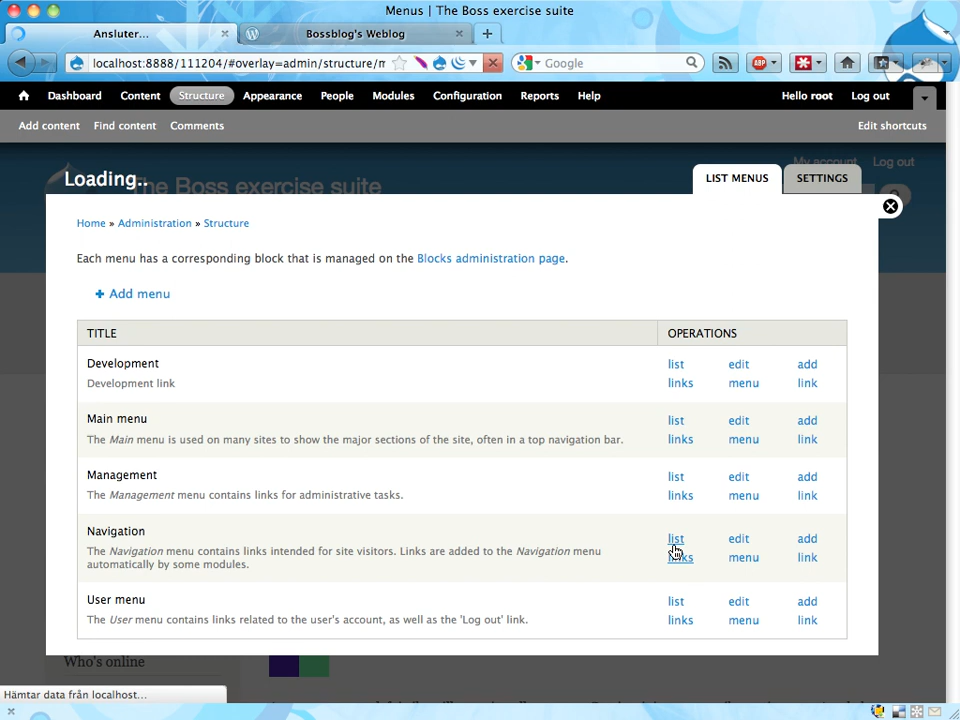 Menus | The Boss exercise suite
Ansluter...
Bossblog's Weblog
localhost:8888/111204/#overlay=admin/structure/m
Google
ABP
Dashboard Content Structure Appearance People Modules Configuration Reports Help Hello root Log out
Add content Find content Comments Edit shortcuts
My account Log out
The Boss exercise suite
Loading..
LIST MENUS SETTINGS
Home » Administration » Structure
Each menu has a corresponding block that is managed on the Blocks administration page.
+ Add menu
TITLE OPERATIONS
Development list edit add
Development link links menu link
Main menu list edit add
The Main menu is used on many sites to show the major sections of the site, often in a top navigation bar. links menu link
Management list edit add
The Management menu contains links for administrative tasks. links menu link
Navigation list edit add
The Navigation menu contains links intended for site visitors. Links are added to the Navigation menu links menu link
automatically by some modules.
User menu list edit add
The User menu contains links related to the user's account, as well as the 'Log out' link. links menu link
Who's online
Hämtar data från localhost...